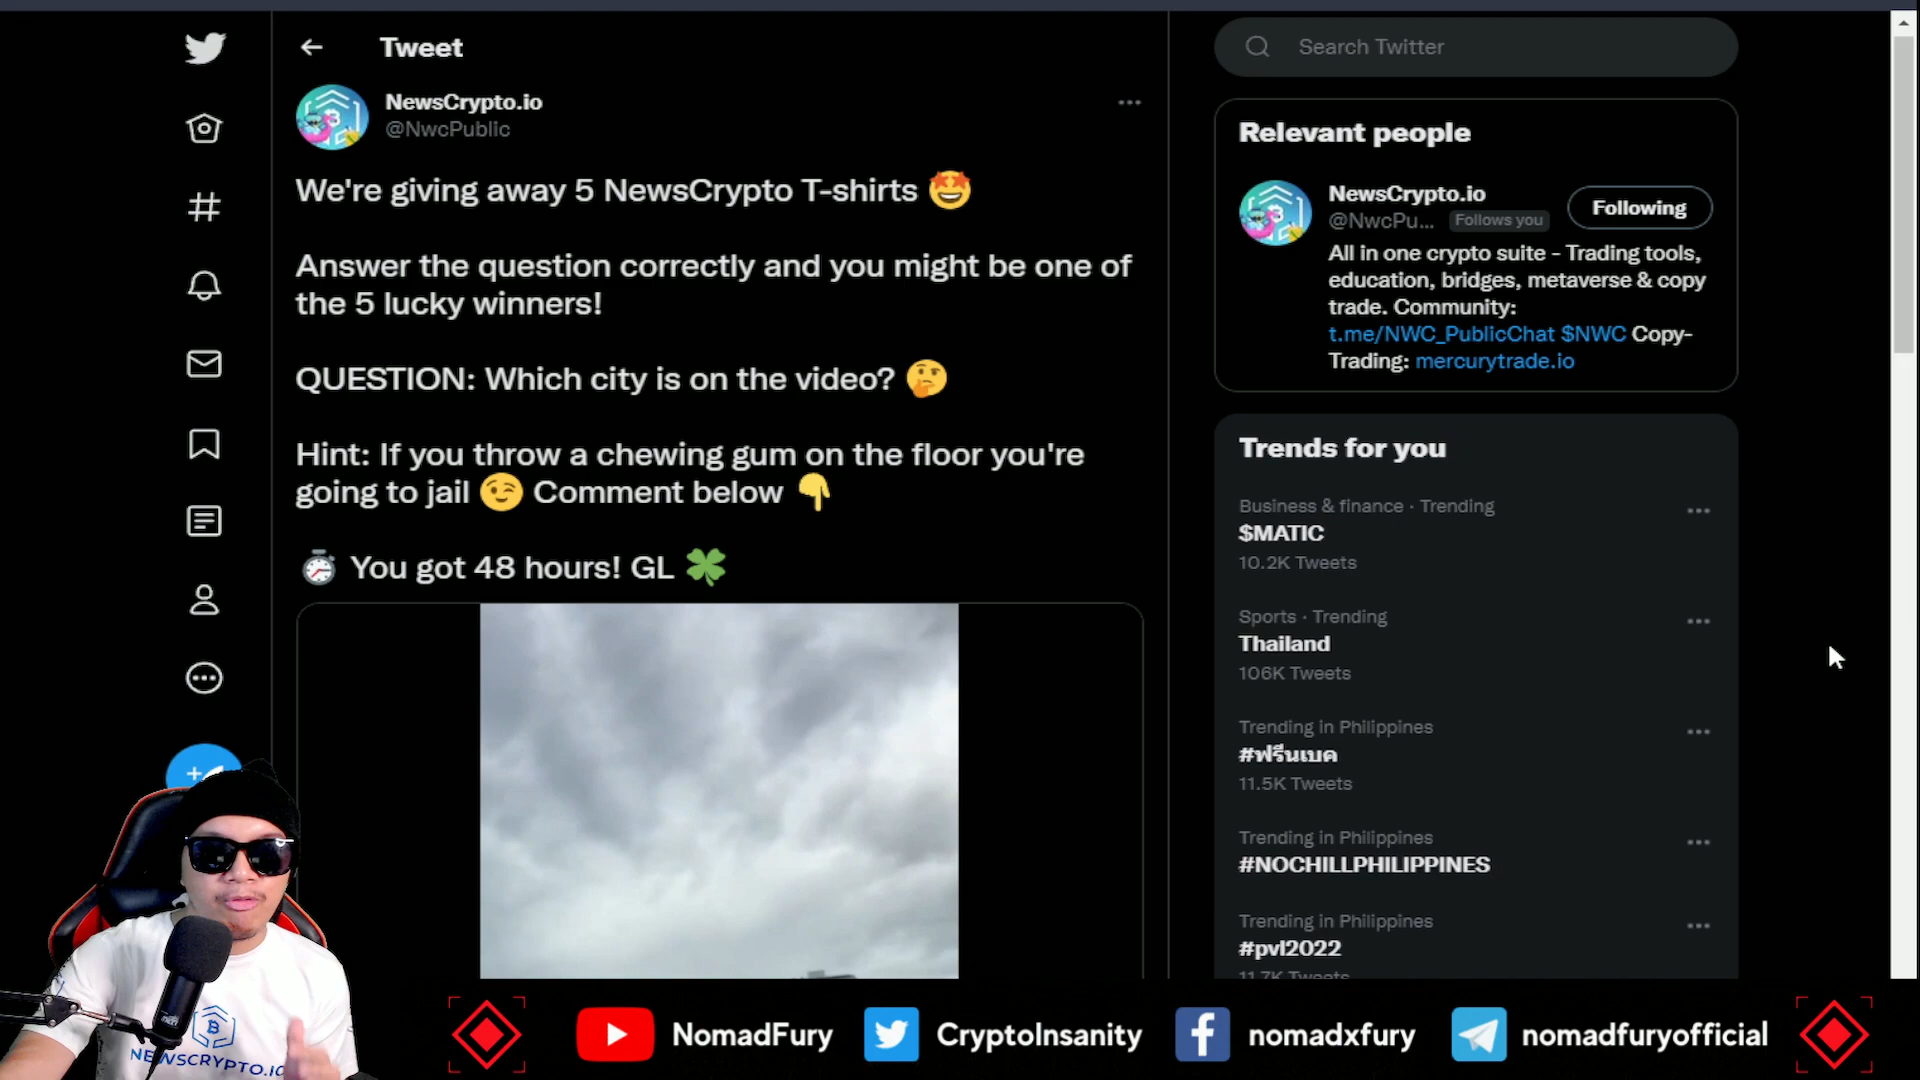 Tweet
NewsCrypto.io
@NwcPublic
We're giving away 5 NewsCrypto T-shirts 🤩
Answer the question correctly and you might be one of
the 5 lucky winners!
QUESTION: Which city is on the video? 🤔
Hint: If you throw a chewing gum on the floor you're
going to jail 😉 Comment below 👇
⏱ You got 48 hours! GL 🍀
Search Twitter
Relevant people
NewsCrypto.io
@NwcPu... Follows you
Following
All in one crypto suite - Trading tools,
education, bridges, metaverse & copy
trade. Community:
t.me/NWC_PublicChat $NWC Copy-
Trading: mercurytrade.io
Trends for you
Business & finance · Trending
$MATIC
10.2K Tweets
Sports · Trending
Thailand
106K Tweets
Trending in Philippines
#ฟรีนเบค
11.5K Tweets
Trending in Philippines
#NOCHILLPHILIPPINES
Trending in Philippines
#pvl2022
11.7K Tweets
NEWSCRYPTO.IO
NomadFury
CryptoInsanity
nomadxfury
nomadfuryofficial